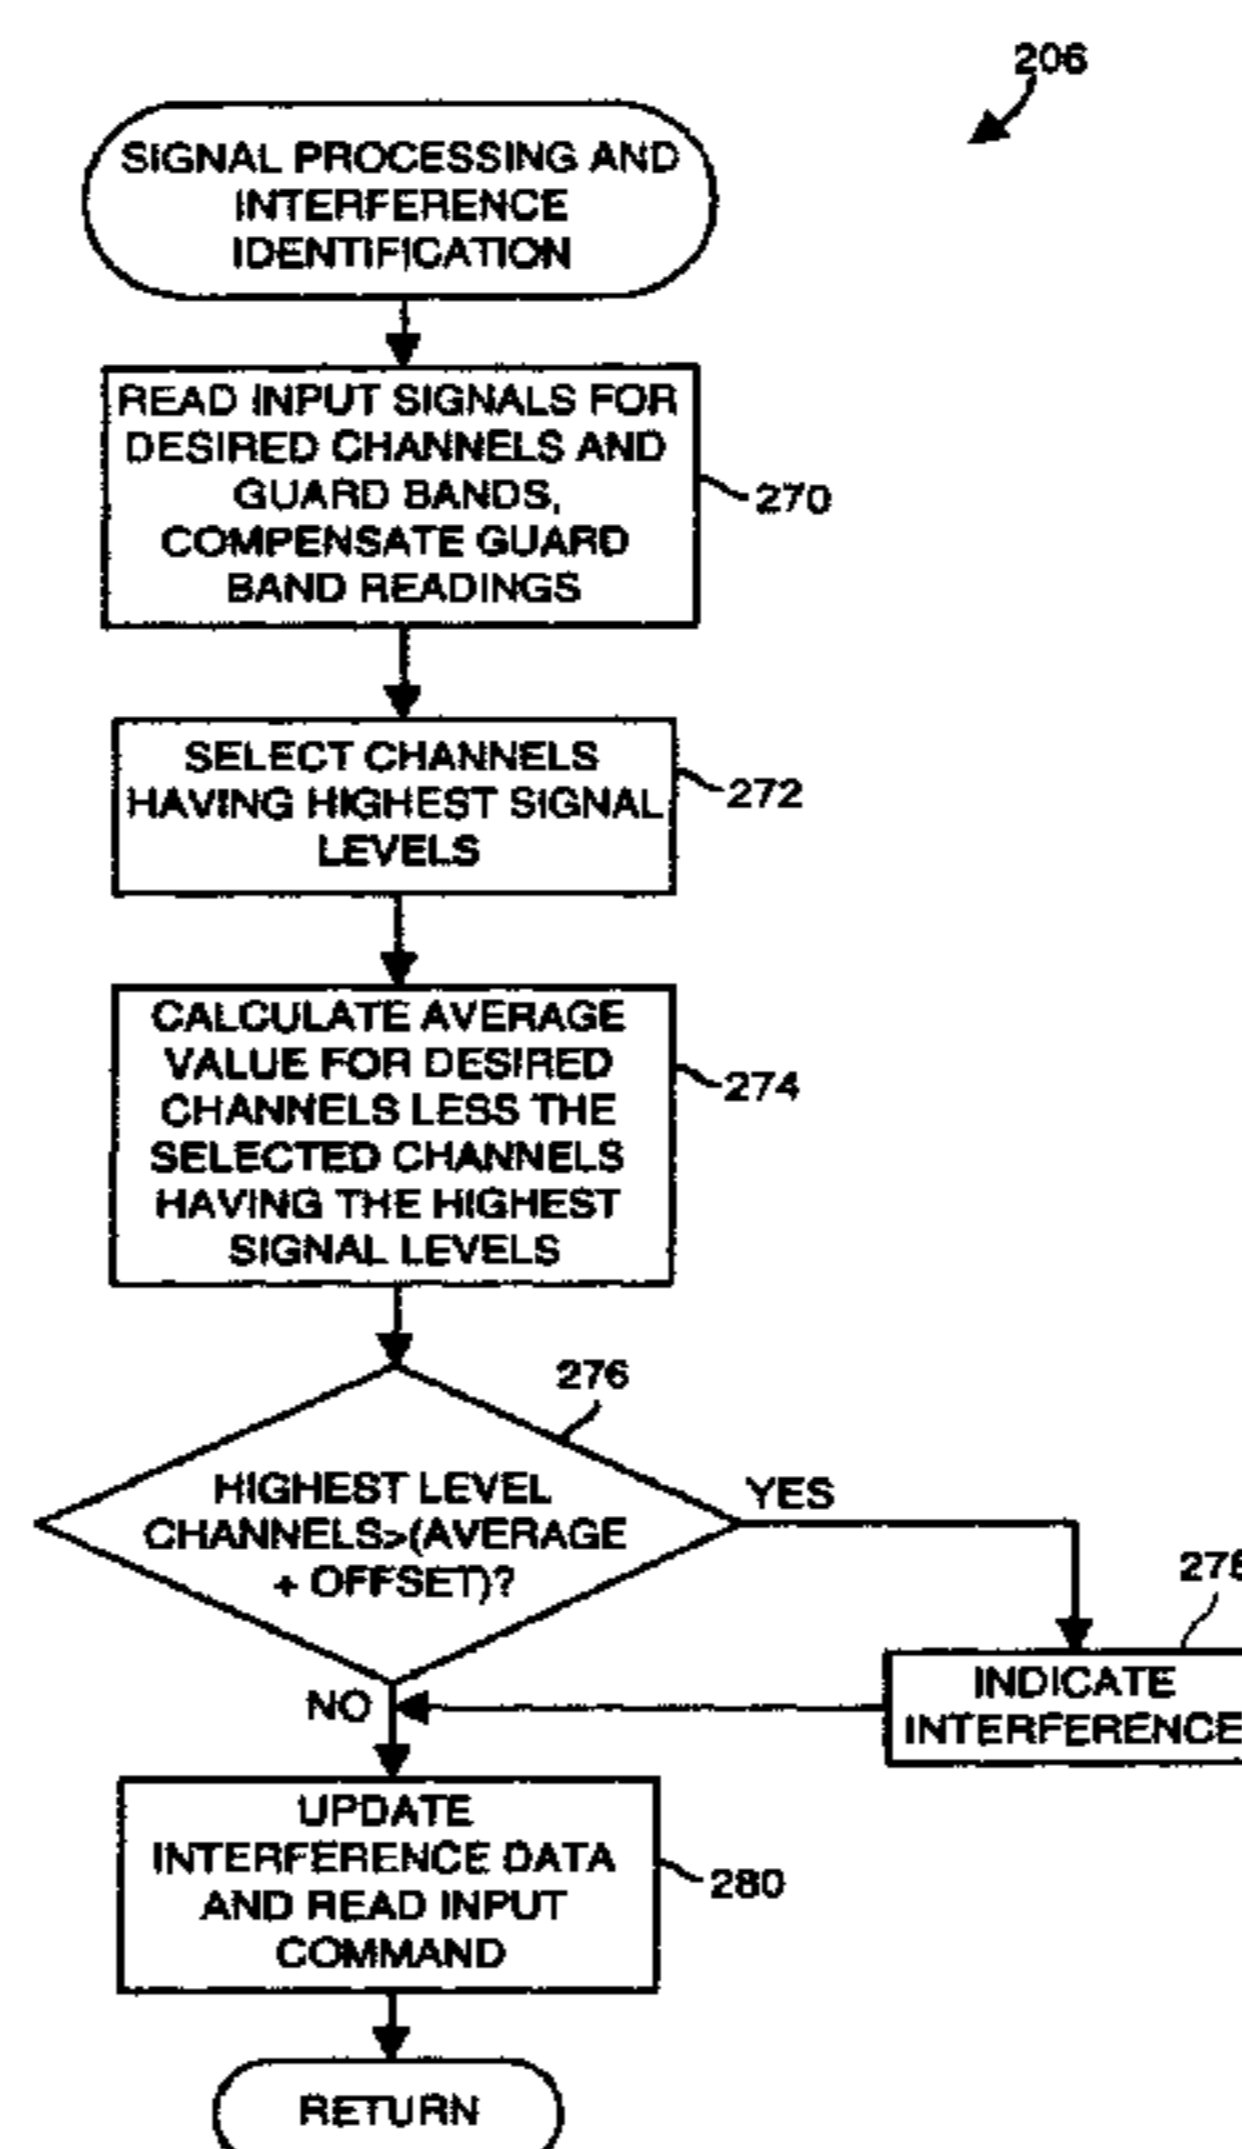 206
SIGNAL PROCESSING AND
INTERFERENCE
IDENTIFICATION
READ INPUT SIGNALS FOR
DESIRED CHANNELS AND
GUARD BANDS,
COMPENSATE GUARD
BAND READINGS
270
SELECT CHANNELS
HAVING HIGHEST SIGNAL
LEVELS
272
CALCULATE AVERAGE
VALUE FOR DESIRED
CHANNELS LESS THE
SELECTED CHANNELS
HAVING THE HIGHEST
SIGNAL LEVELS
274
276
HIGHEST LEVEL
CHANNELS>(AVERAGE
+ OFFSET)?
YES
278
INDICATE
INTERFERENCE
NO
UPDATE
INTERFERENCE DATA
AND READ INPUT
COMMAND
280
RETURN